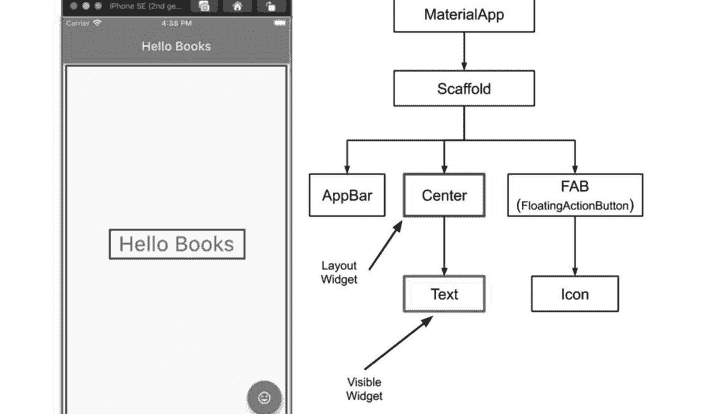 iPhone SE (2nd ge...
Carrier
4:38 PM
Hello Books
Hello Books
MaterialApp
Scaffold
AppBar
Center
FAB
(FloatingActionButton)
Layout
Widget
Text
Icon
Visible
Widget